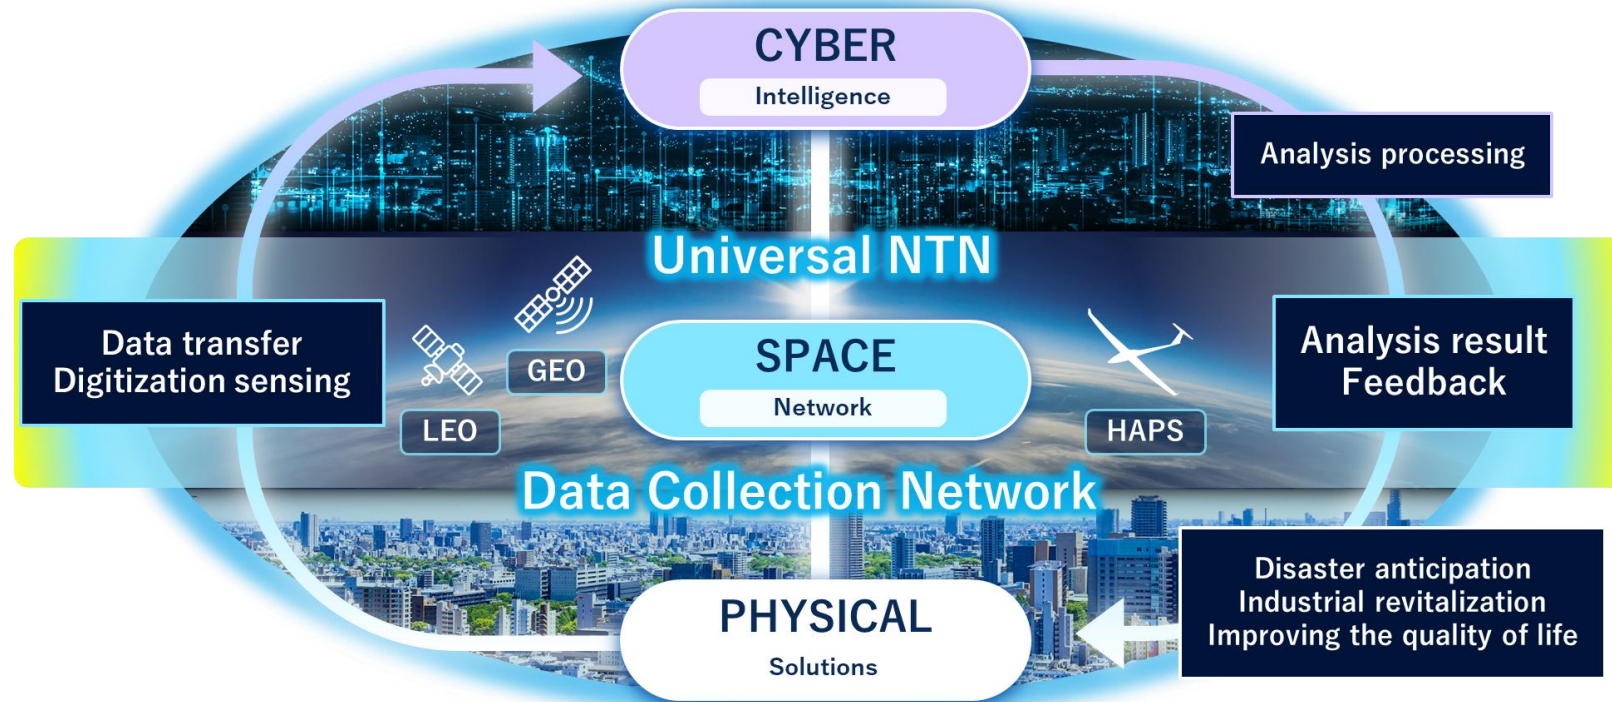 CYBER
Intelligence
Analysis processing
Universal NTN
Data transfer
Digitization sensing
GEO
LEO
SPACE
Network
HAPS
Analysis result
Feedback
Data Collection Network
Disaster anticipation
Industrial revitalization
Improving the quality of life
PHYSICAL
Solutions